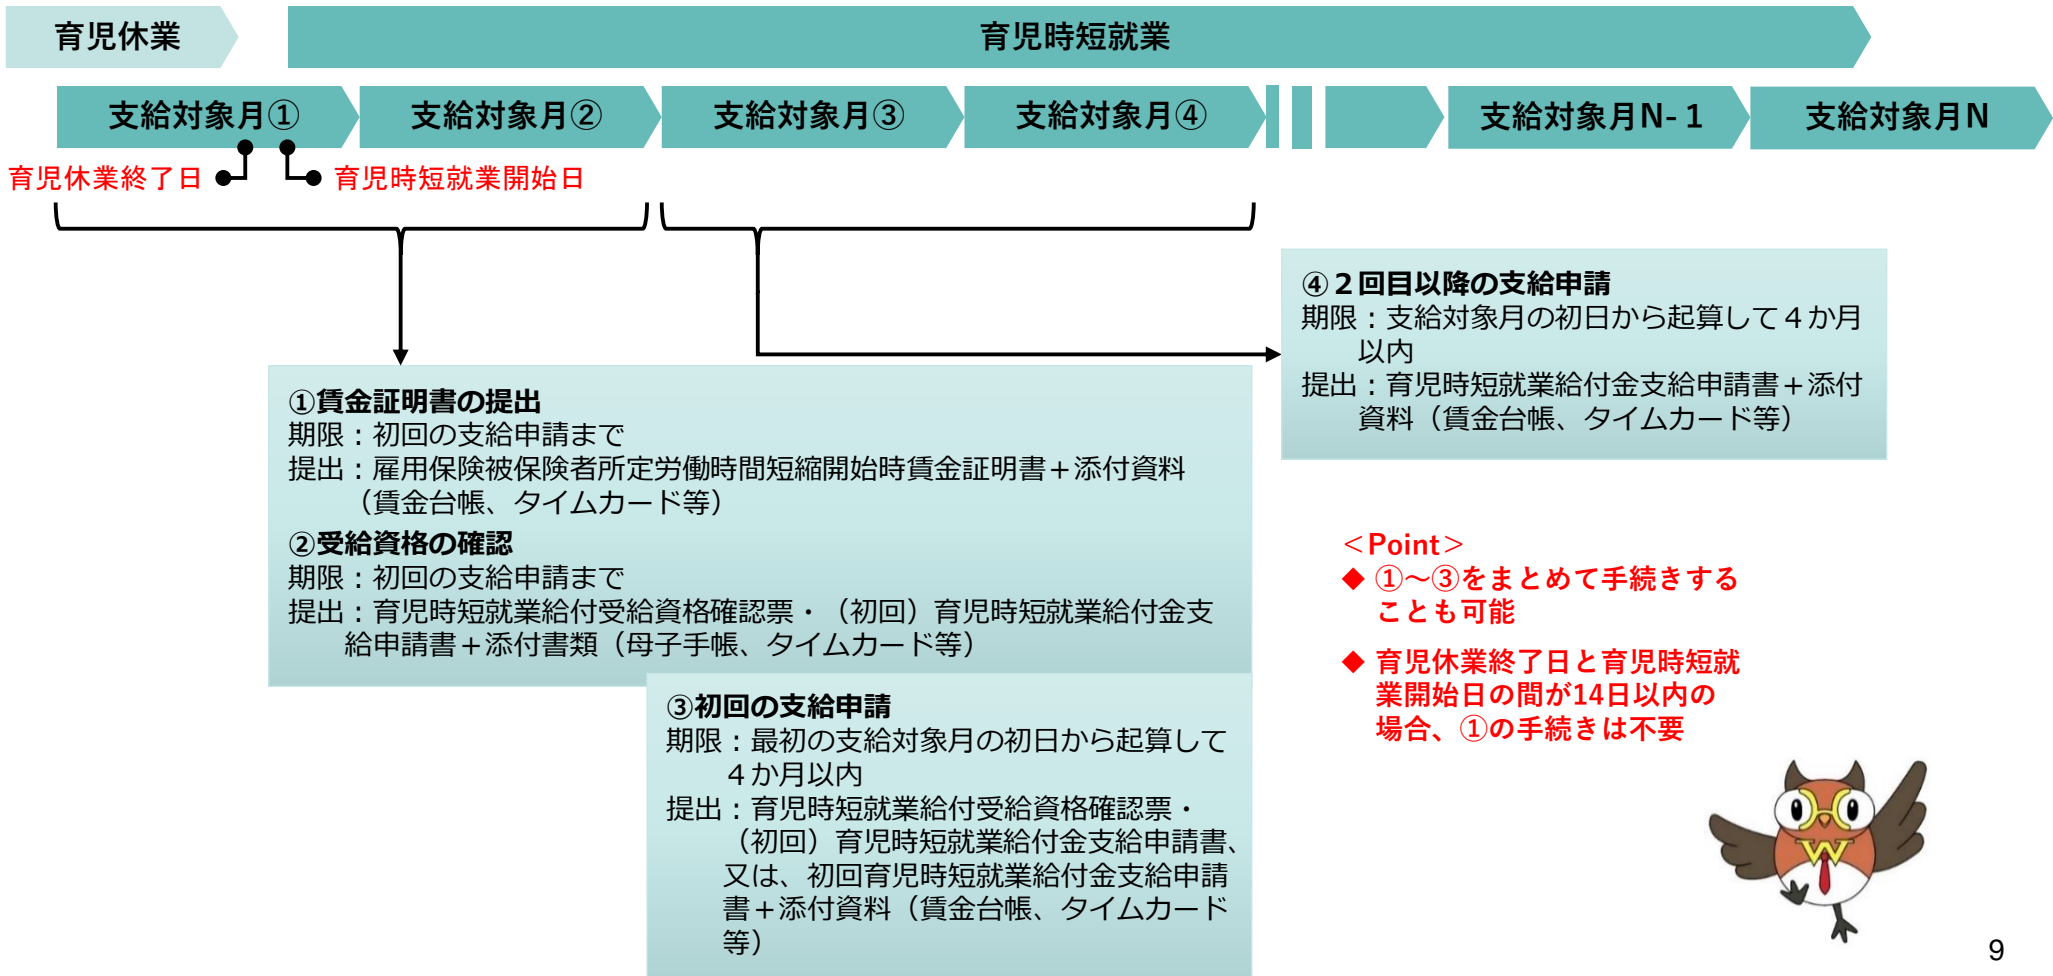 育児休業
育児時短就業
支給対象月①
支給対象月②
支給対象月③
支給対象月④
支給対象月N-１
支給対象月N
育児休業終了日
育児時短就業開始日
④２回目以降の支給申請
期限：支給対象月の初日から起算して４か月
以内
提出：育児時短就業給付金支給申請書＋添付
資料（賃金台帳、タイムカード等）
①賃金証明書の提出
期限：初回の支給申請まで
提出：雇用保険被保険者所定労働時間短縮開始時賃金証明書＋添付資料
（賃金台帳、タイムカード等）
②受給資格の確認
期限：初回の支給申請まで
提出：育児時短就業給付受給資格確認票・（初回）育児時短就業給付金支
給申請書＋添付書類（母子手帳、タイムカード等）
③初回の支給申請
期限：最初の支給対象月の初日から起算して
４か月以内
提出：育児時短就業給付受給資格確認票・
（初回）育児時短就業給付金支給申請書、
又は、初回育児時短就業給付金支給申請
書＋添付資料（賃金台帳、タイムカード
等）
＜Point＞
◆ ①～③をまとめて手続きする
ことも可能
◆ 育児休業終了日と育児時短就
業開始日の間が14日以内の
場合、①の手続きは不要
W
9